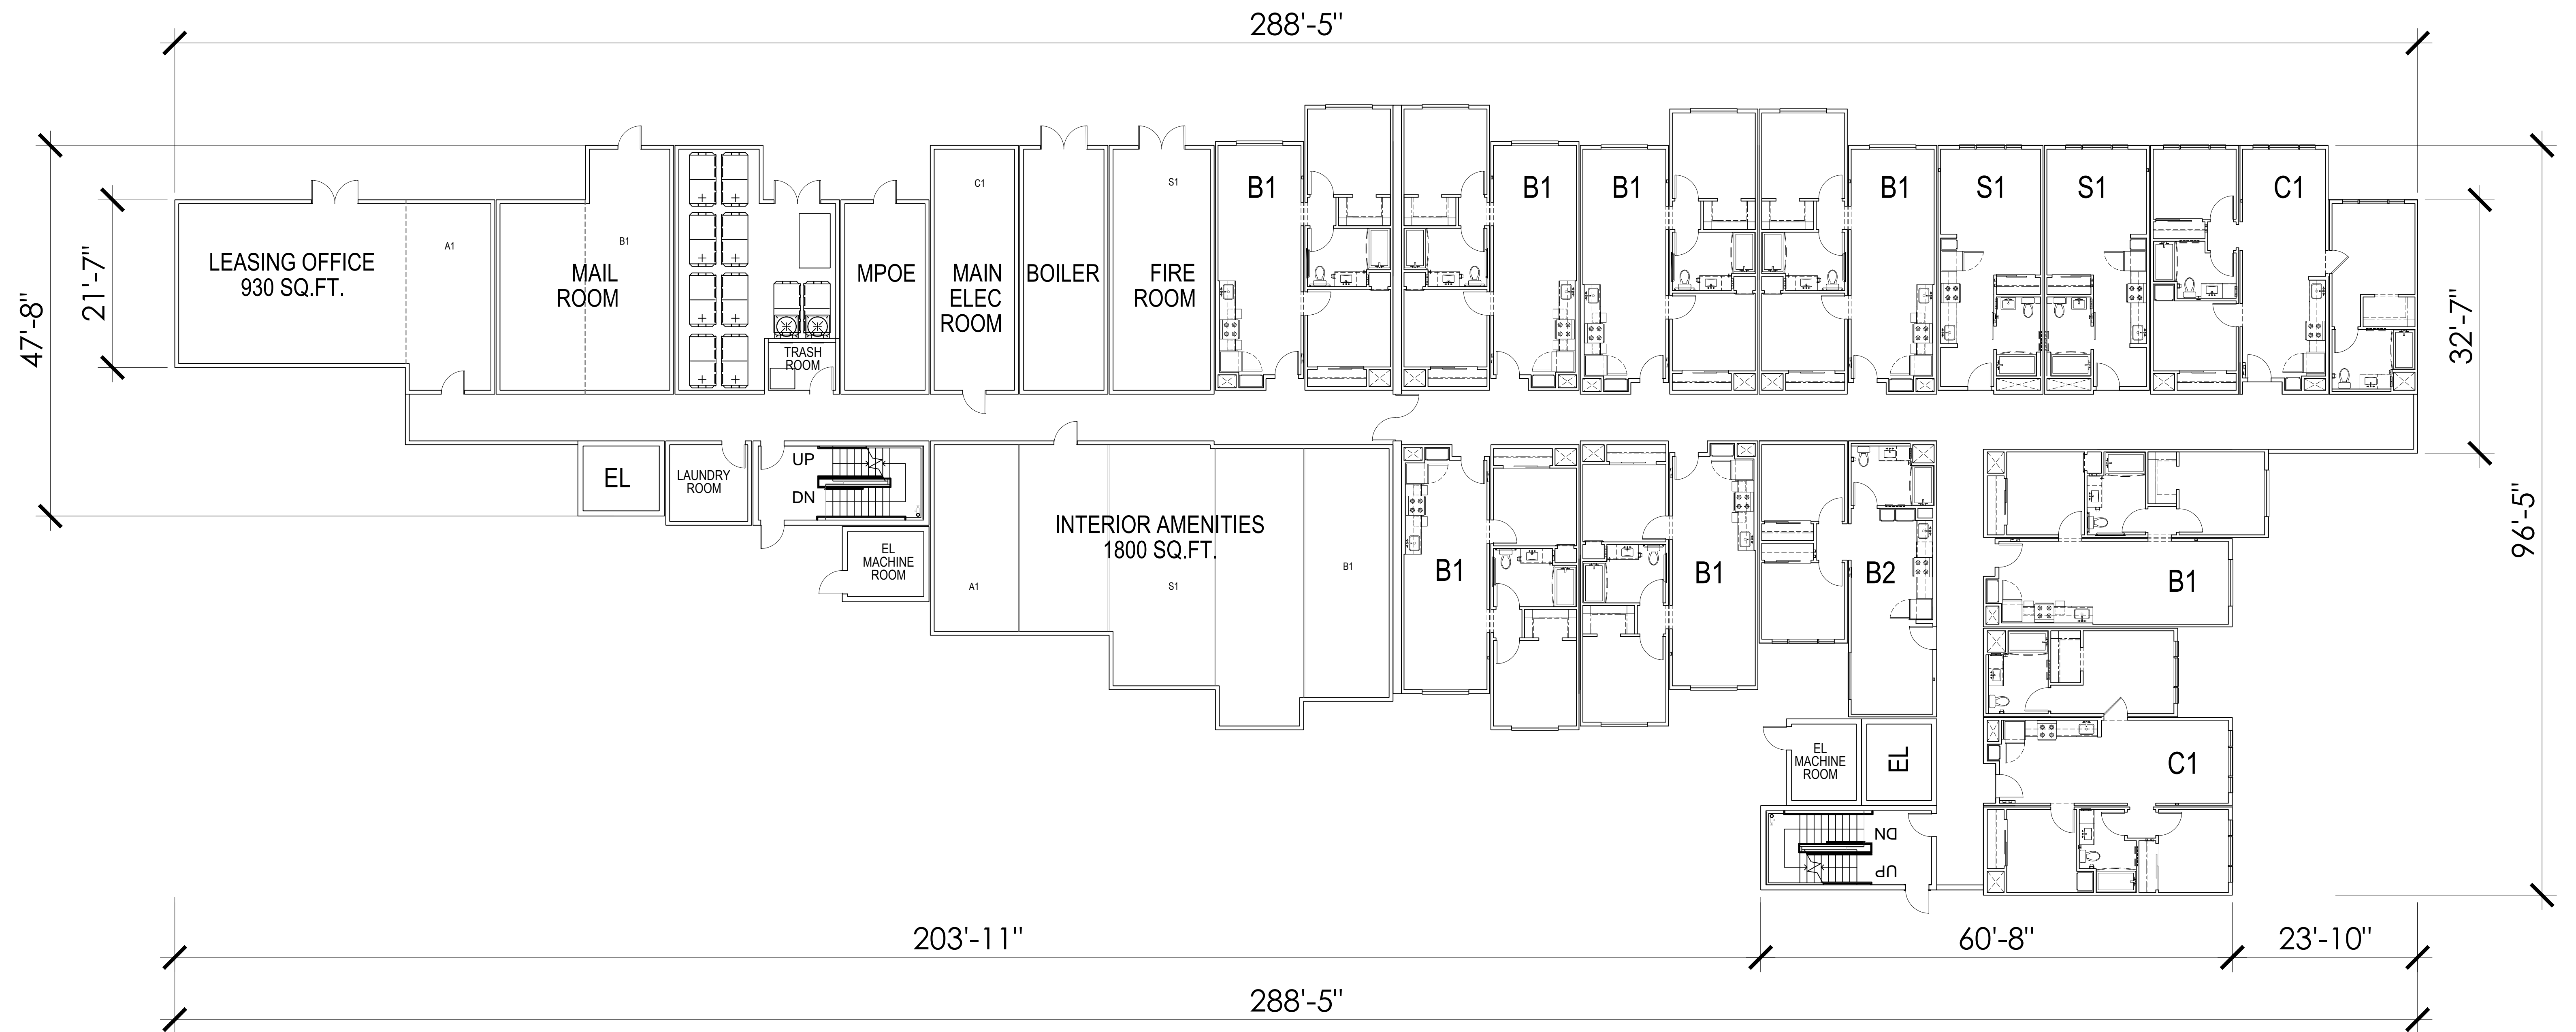 288'-5"
47'-8"
21'-7"
LEASING OFFICE
930 SQ.FT.
A1
B1
MAIL
ROOM
TRASH
ROOM
MPOE
C1
MAIN
ELEC
ROOM
BOILER
S1
FIRE
ROOM
B1
B1
B1
B1
S1
S1
C1
32'-7"
96'-5"
EL
LAUNDRY
ROOM
UP
DN
EL
MACHINE
ROOM
INTERIOR AMENITIES
1800 SQ.FT.
A1
S1
B1
B1
B1
B2
B1
C1
EL
MACHINE
ROOM
EL
DN
UP
203'-11"
60'-8"
23'-10"
288'-5"